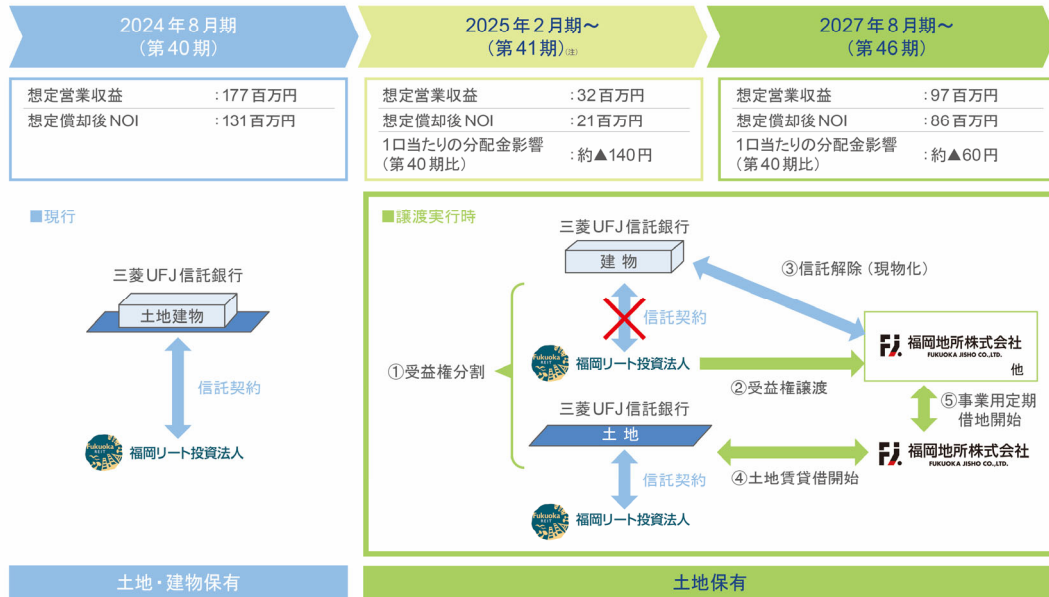 2024年8月期
(第40期)
2025年2月期～
(第41期)(注)
2027年8月期～
(第46期)
想定営業収益 :177百万円
想定償却後NOI :131百万円
想定営業収益 :32百万円
想定償却後NOI :21百万円
1口当たりの分配金影響
(第40期比) :約▲140円
想定営業収益 :97百万円
想定償却後NOI :86百万円
1口当たりの分配金影響
(第40期比) :約▲60円
■現行
三菱UFJ信託銀行
土地建物
信託契約
Fukuoka
REIT
福岡リート投資法人
■譲渡実行時
三菱UFJ信託銀行
建物
③信託解除(現物化)
信託契約
①受益権分割
Fukuoka
REIT
福岡リート投資法人
②受益権譲渡
FJ.
福岡地所株式会社
FUKUOKA JISHO CO.,LTD.
他
三菱UFJ信託銀行
土地
⑤事業用定期
借地開始
④土地賃貸借開始
FJ.
福岡地所株式会社
FUKUOKA JISHO CO.,LTD.
信託契約
Fukuoka
REIT
福岡リート投資法人
土地・建物保有
土地保有